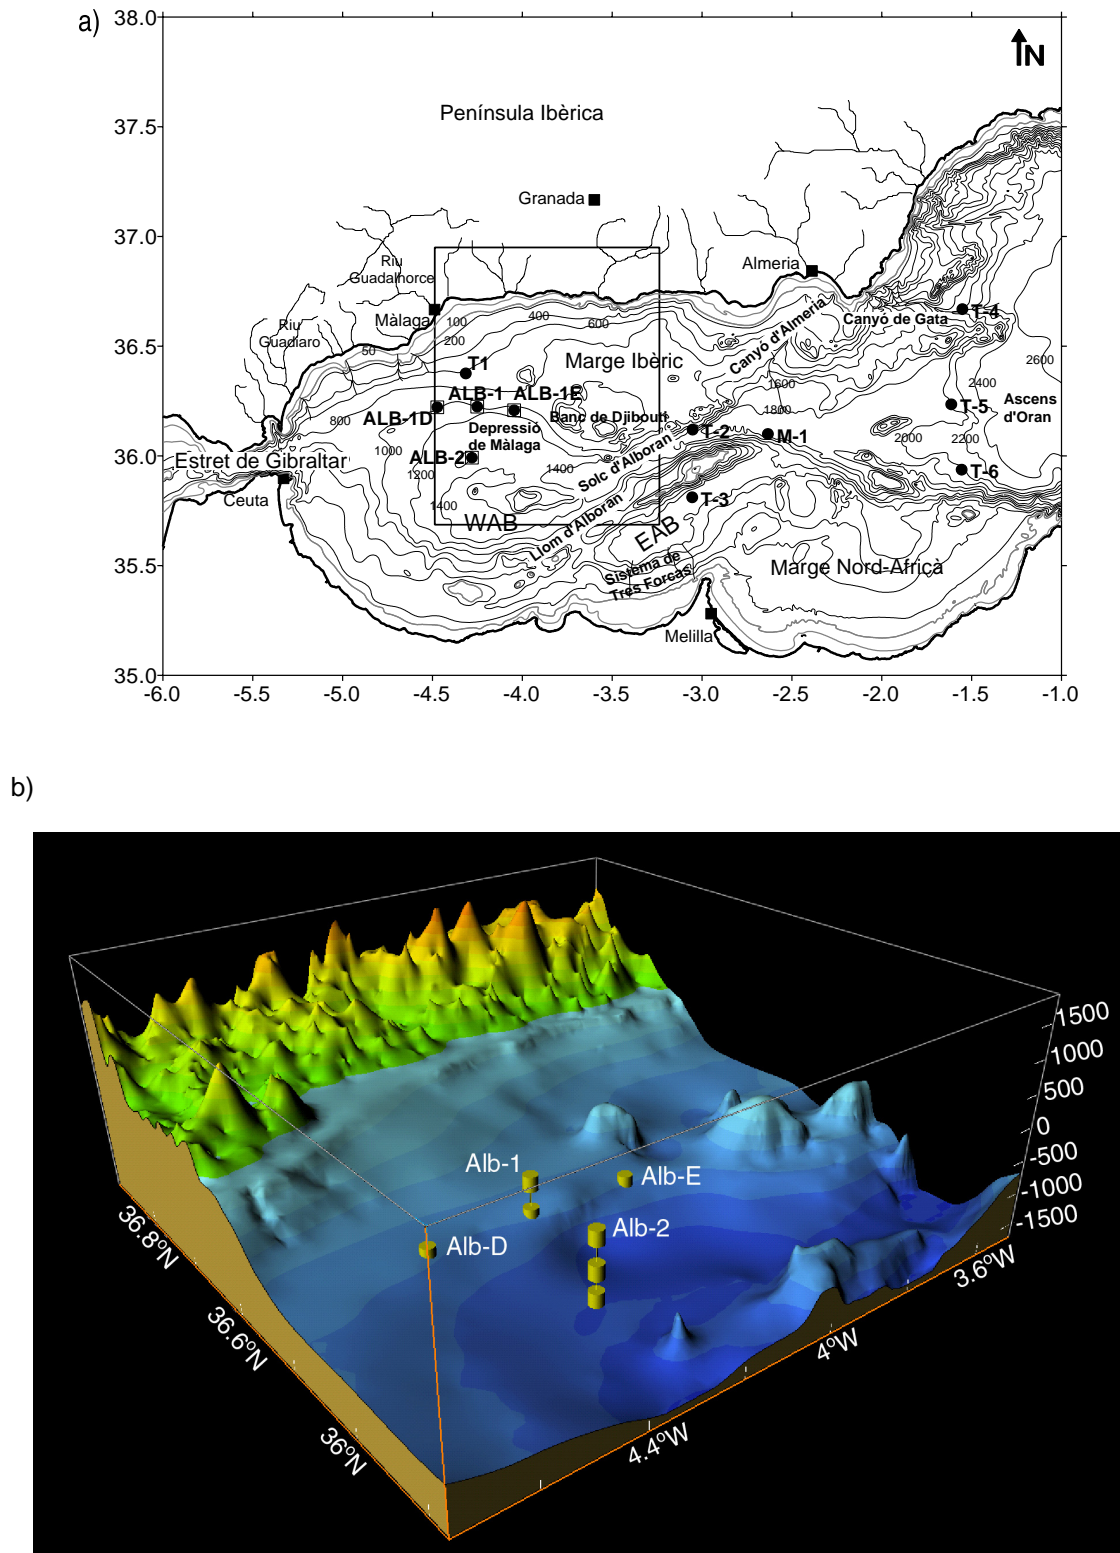 a)
38.0
N
37.5
Península Ibèrica
Granada
37.0
Riu
Guadalhorce
Almeria
Màlaga
100
400
600
Canyó de Gata
T-4
Riu
Guadiaro
50
200
Canyó d'Almeria
36.5
T1
Marge Ibèric
2600
1600
2400
ALB-1
ALB-1E
Ascens
d'Oran
ALB-1D
800
Banc de Djibouti
1800
T-5
Depressió
de Màlaga
T-2
M-1
2000
2200
1000
ALB-2
36.0
Estret de Gibraltar
1200
1400
Solc d'Alboran
T-6
Ceuta
1400
WAB
T-3
Llom d'Alboran
EAB
35.5
Sistema de
Tres Forcas
Marge Nord-Africà
Melilla
35.0
-6.0
-5.5
-5.0
-4.5
-4.0
-3.5
-3.0
-2.5
-2.0
-1.5
-1.0
b)
1500
1000
500
0
-500
-1000
-1500
Alb-1
Alb-E
Alb-2
Alb-D
36.8ºN
36.6ºN
36ºN
4.4ºW
4ºW
3.6ºW